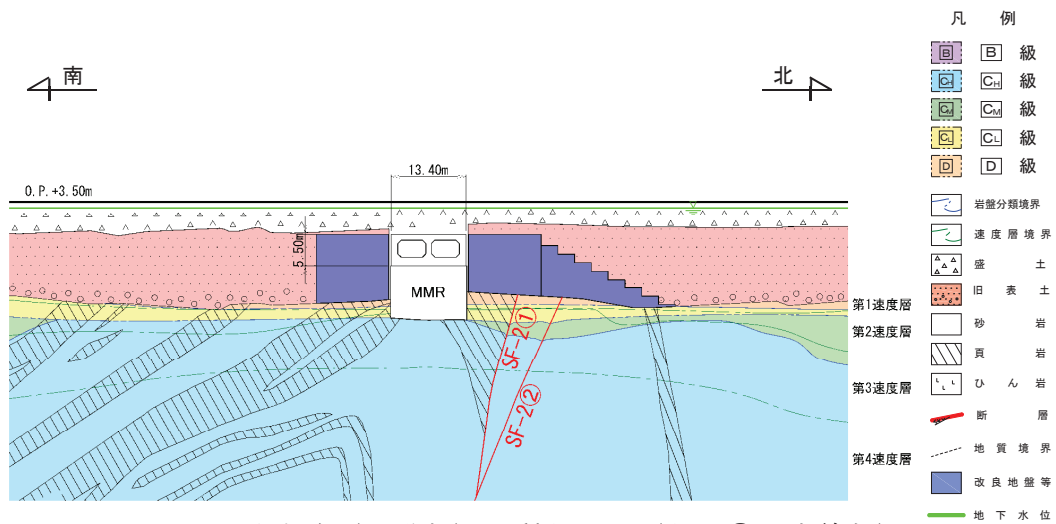 南
北
13.40m
O.P.+3.50m
5.50m
MMR
SF-2①
SF-2②
第1速度層
第2速度層
第3速度層
第4速度層
凡 例
B B 級
CH CH 級
CM CM 級
CL CL 級
D D 級
岩盤分類境界
速度層境界
盛 土
旧表土
砂 岩
頁 岩
ひん岩
断 層
地質境界
改良地盤等
地下水位